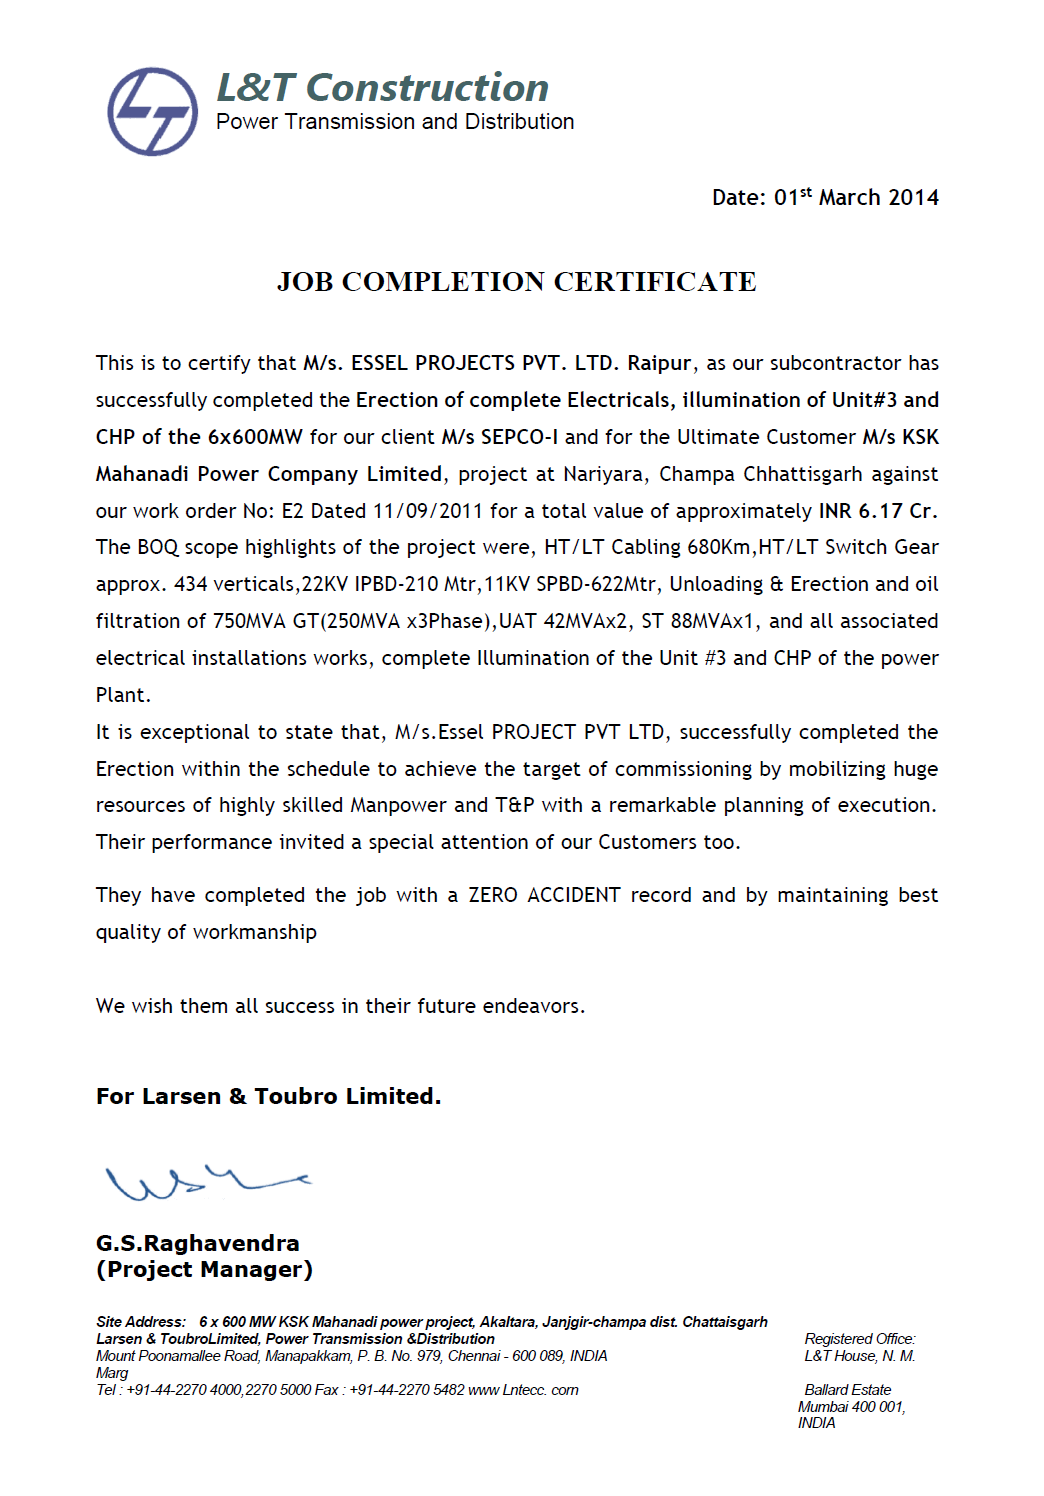 LT
L&T Construction
Power Transmission and Distribution
Date: 01st March 2014
JOB COMPLETION CERTIFICATE
This is to certify that M/s. ESSEL PROJECTS PVT. LTD. Raipur, as our subcontractor has
successfully completed the Erection of complete Electricals, illumination of Unit#3 and
CHP of the 6x600MW for our client M/s SEPCO-I and for the Ultimate Customer M/s KSK
Mahanadi Power Company Limited, project at Nariyara, Champa Chhattisgarh against
our work order No: E2 Dated 11/09/2011 for a total value of approximately INR 6.17 Cr.
The BOQ scope highlights of the project were, HT/LT Cabling 680Km,HT/LT Switch Gear
approx. 434 verticals,22KV IPBD-210 Mtr,11KV SPBD-622Mtr, Unloading & Erection and oil
filtration of 750MVA GT(250MVA x3Phase),UAT 42MVAx2, ST 88MVAx1, and all associated
electrical installations works, complete Illumination of the Unit #3 and CHP of the power
Plant.
It is exceptional to state that, M/s.Essel PROJECT PVT LTD, successfully completed the
Erection within the schedule to achieve the target of commissioning by mobilizing huge
resources of highly skilled Manpower and T&P with a remarkable planning of execution.
Their performance invited a special attention of our Customers too.
They have completed the job with a ZERO ACCIDENT record and by maintaining best
quality of workmanship
We wish them all success in their future endeavors.
For Larsen & Toubro Limited.
G.S.Raghavendra
(Project Manager)
Site Address: 6 x 600 MW KSK Mahanadi power project, Akaltara, Janjgir-champa dist. Chattaisgarh
Larsen & ToubroLimited, Power Transmission &Distribution Registered Office:
Mount Poonamallee Road, Manapakkam, P. B. No. 979, Chennai - 600 089, INDIA L&T House, N. M.
Marg
Tel : +91-44-2270 4000,2270 5000 Fax : +91-44-2270 5482 www Lntecc. com Ballard Estate
Mumbai 400 001,
INDIA